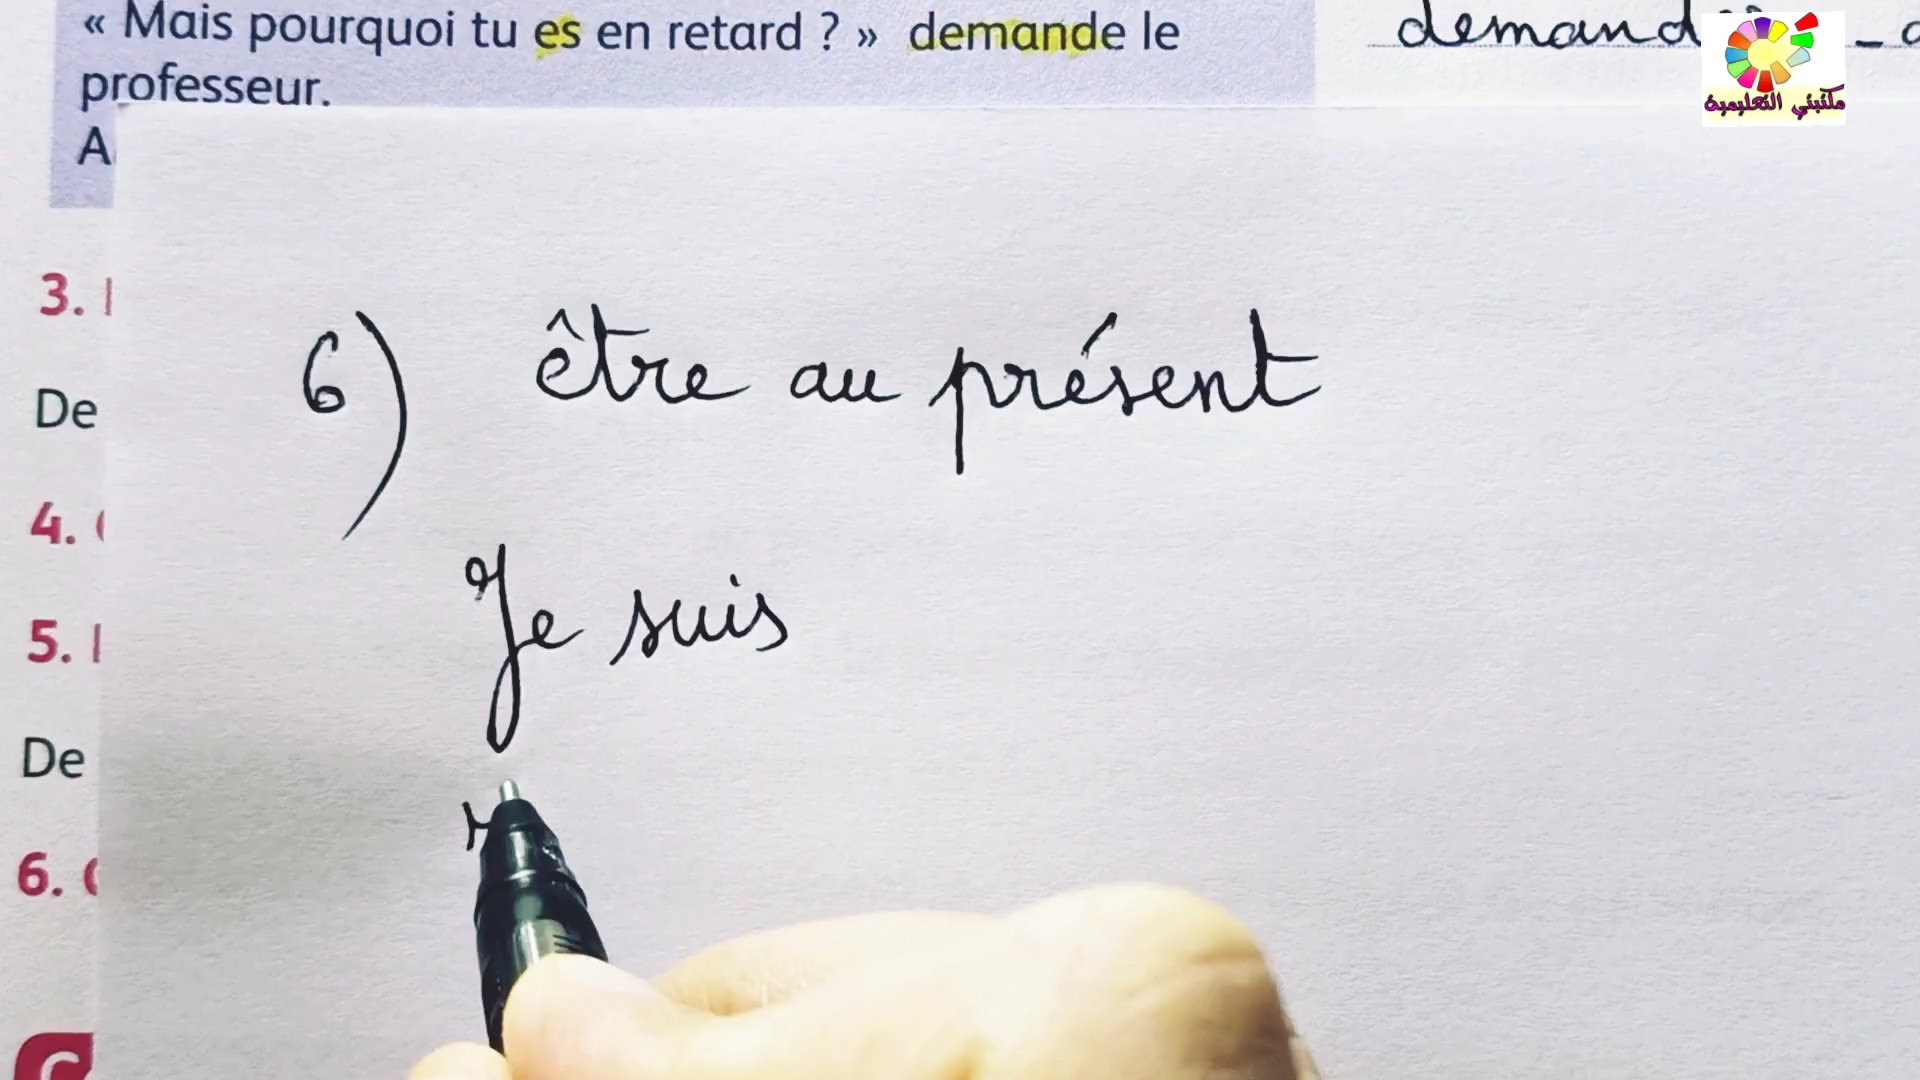 « Mais pourquoi tu es en retard ? » demande le
professeur.
A
مكتبتي التعليمية
3.
De
4.
5.
De
6.
6) être au présent
Je suis